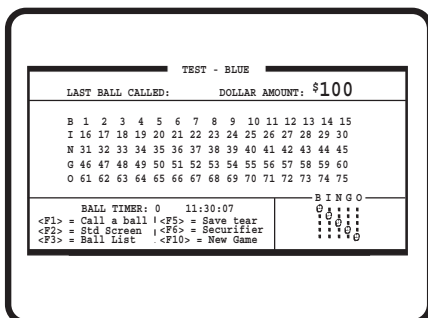 TEST - BLUE
LAST BALL CALLED: DOLLAR AMOUNT: $100
B 1 2 3 4 5 6 7 8 9 10 11 12 13 14 15
I 16 17 18 19 20 21 22 23 24 25 26 27 28 29 30
N 31 32 33 34 35 36 37 38 39 40 41 42 43 44 45
G 46 47 48 49 50 51 52 53 54 55 56 57 58 59 60
O 61 62 63 64 65 66 67 68 69 70 71 72 73 74 75
BALL TIMER: 0 11:30:07
<F1> = Call a ball <F5> = Save tear
<F2> = Std Screen <F6> = Securifier
<F3> = Ball List <F10> = New Game
B I N G O